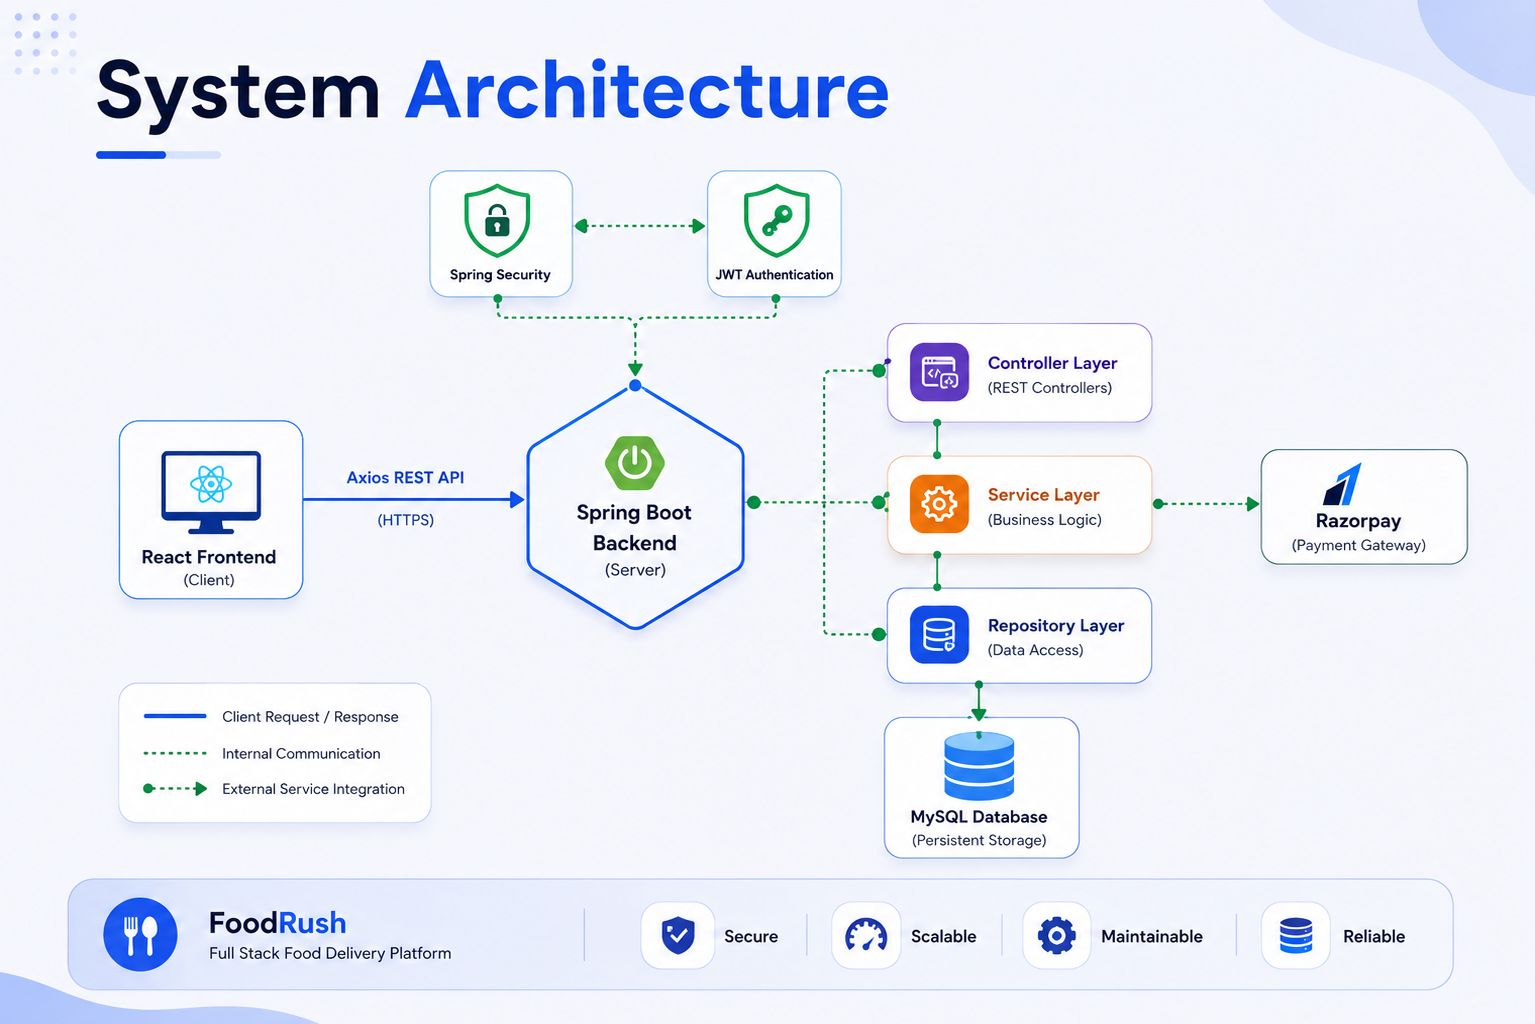 System Architecture
Spring Security
JWT Authentication
Controller Layer
(REST Controllers)
Axios REST API
(HTTPS)
React Frontend
(Client)
Spring Boot
Backend
(Server)
Service Layer
(Business Logic)
Razorpay
(Payment Gateway)
Repository Layer
(Data Access)
MySQL Database
(Persistent Storage)
Client Request / Response
Internal Communication
External Service Integration
FoodRush
Full Stack Food Delivery Platform
Secure
Scalable
Maintainable
Reliable